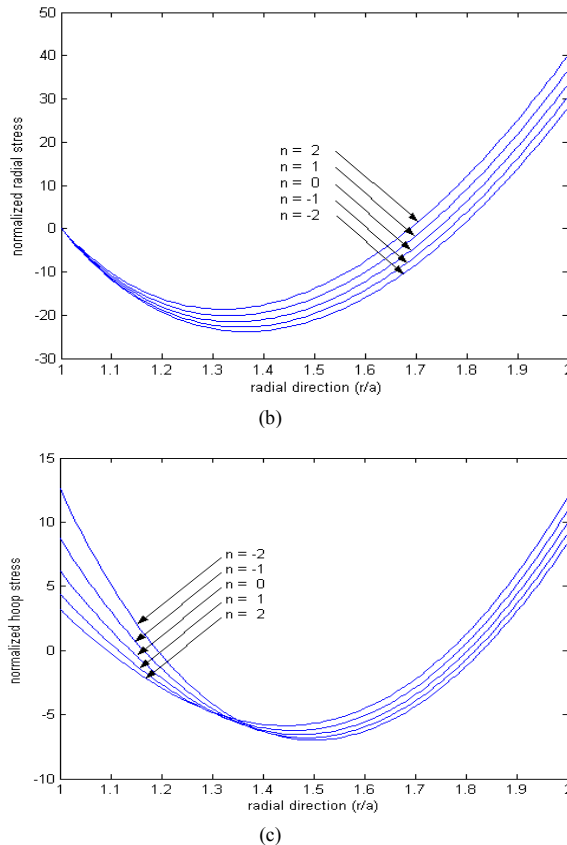 50
40
30
20
10
0
-10
-20
-30
normalized radial stress
n = 2
n = 1
n = 0
n = -1
n = -2
1 1.1 1.2 1.3 1.4 1.5 1.6 1.7 1.8 1.9 2
radial direction (r/a)
(b)
15
10
5
0
-5
-10
normalized hoop stress
n = -2
n = -1
n = 0
n = 1
n = 2
1 1.1 1.2 1.3 1.4 1.5 1.6 1.7 1.8 1.9 2
radial direction (r/a)
(c)